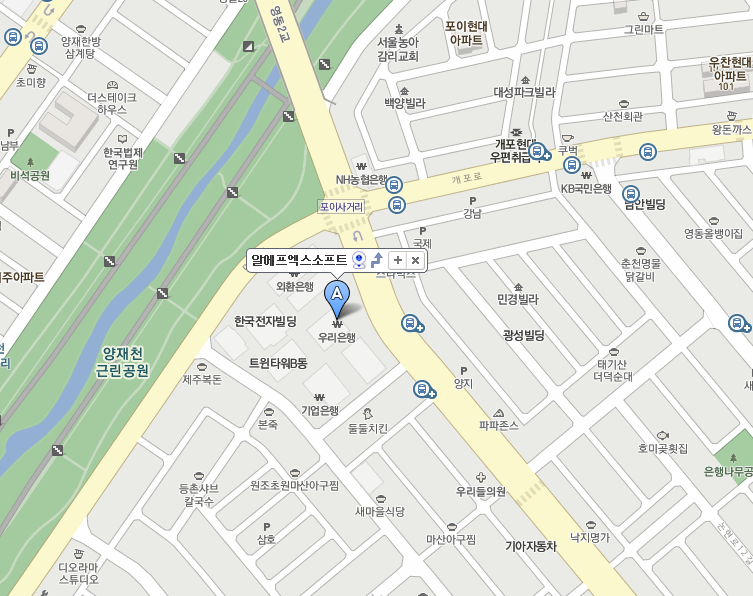 영동2교
양재한방
삼계탕
초미향
더스테이크
하우스
한국법제
연구원
남부
비석공원
서울농아
감리교회
포이현대
아파트
그린마트
우찬현대
아파트
101
백양빌라
대성파크빌라
산천회관
왕돈까스
개포현대
우편취급
쿠벅
NH농협은행
개포로
KB국민은행
포이사거리
강남
국제
영동올뱅이집
알에프엑스소프트
춘천명물
닭갈비
주아파트
외환은행
A
민경빌라
한국전자빌딩
우리은행
광성빌딩
양재천
근린공원
트윈타워B동
제주복돈
양지
태기산
더덕순대
기업은행
본죽
둘둘치킨
파파존스
호미곶횟집
은행나무공
등촌샤브
칼국수
원조초원마산아구찜
우리들의원
새마을식당
삼호
마산아구찜
기아자동차
낙지명가
논현로12길
디오라마
스튜디오